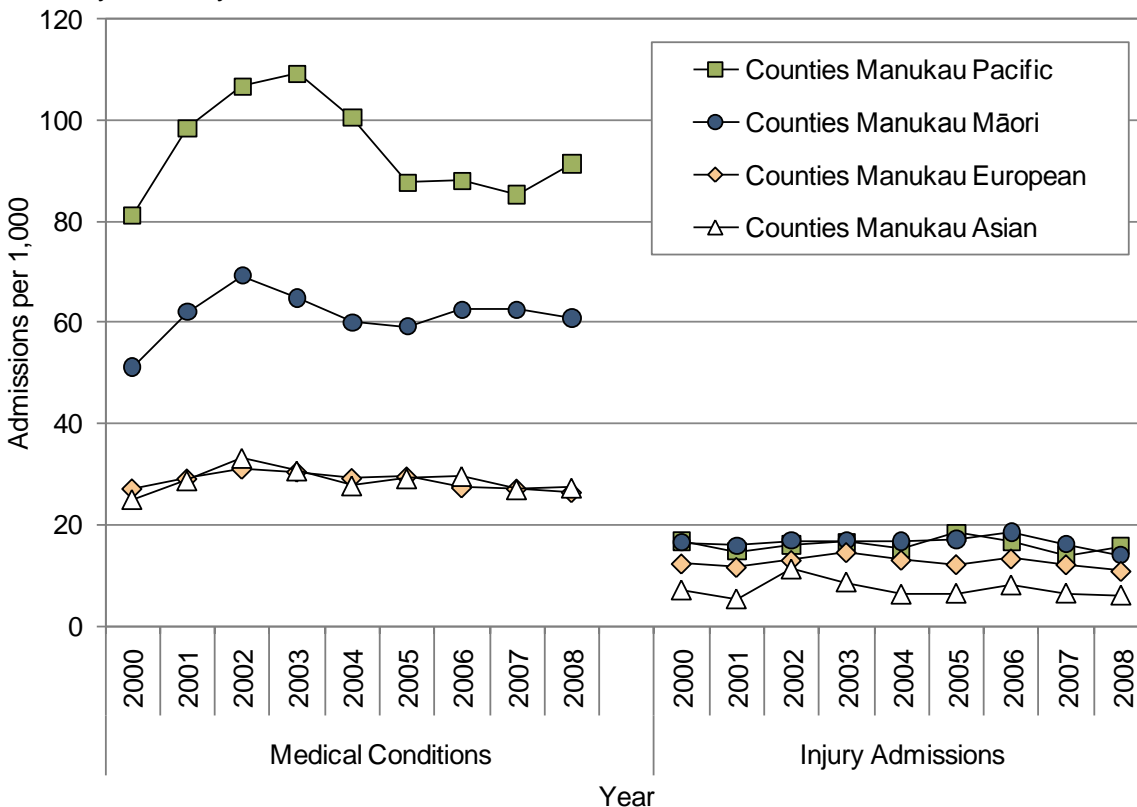 120
100
80
60
40
20
0
Admissions per 1,000
Counties Manukau Pacific
Counties Manukau Māori
Counties Manukau European
Counties Manukau Asian
2000 2001 2002 2003 2004 2005 2006 2007 2008 2000 2001 2002 2003 2004 2005 2006 2007 2008
Medical Conditions Injury Admissions
Year